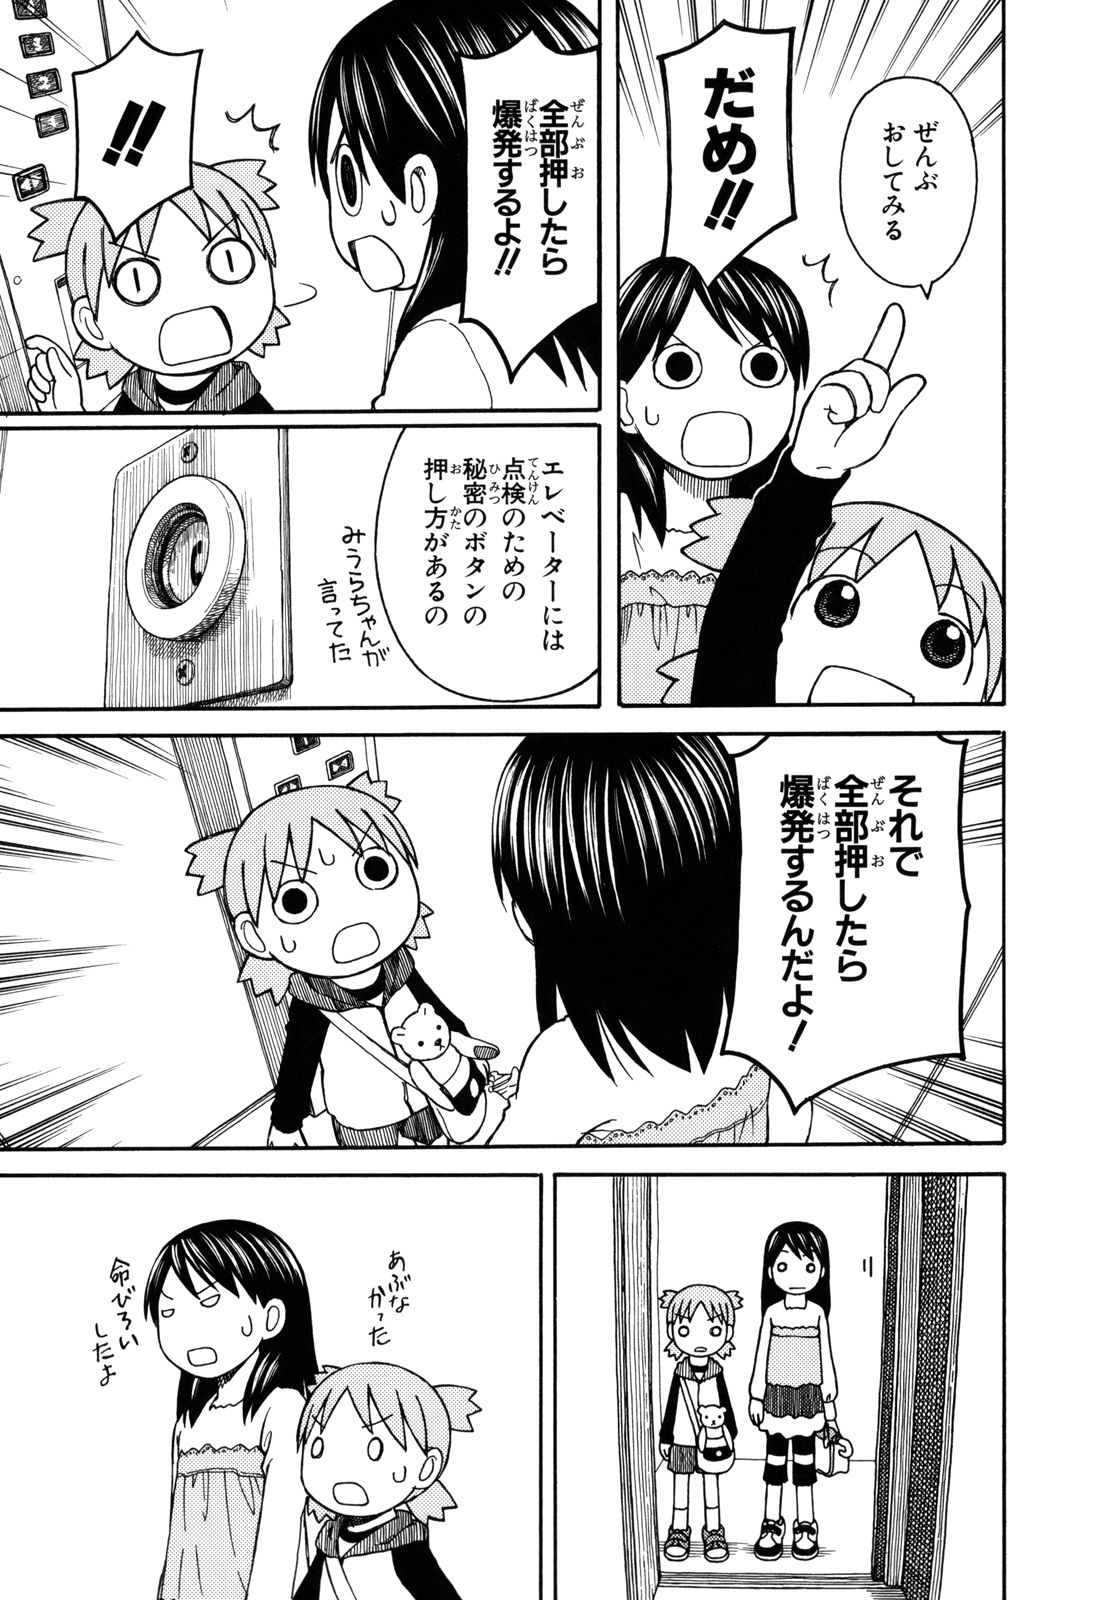 ぜんぶ
おしてみる
だめ!!
全部押したら
爆発するよ!!
!!
エレベーターには
点検のための
秘密のボタンの
押し方があるの
みうらちゃんが
言ってた
それで
全部押したら
爆発するんだよ!
あぶな
かった
命びろい
したよ